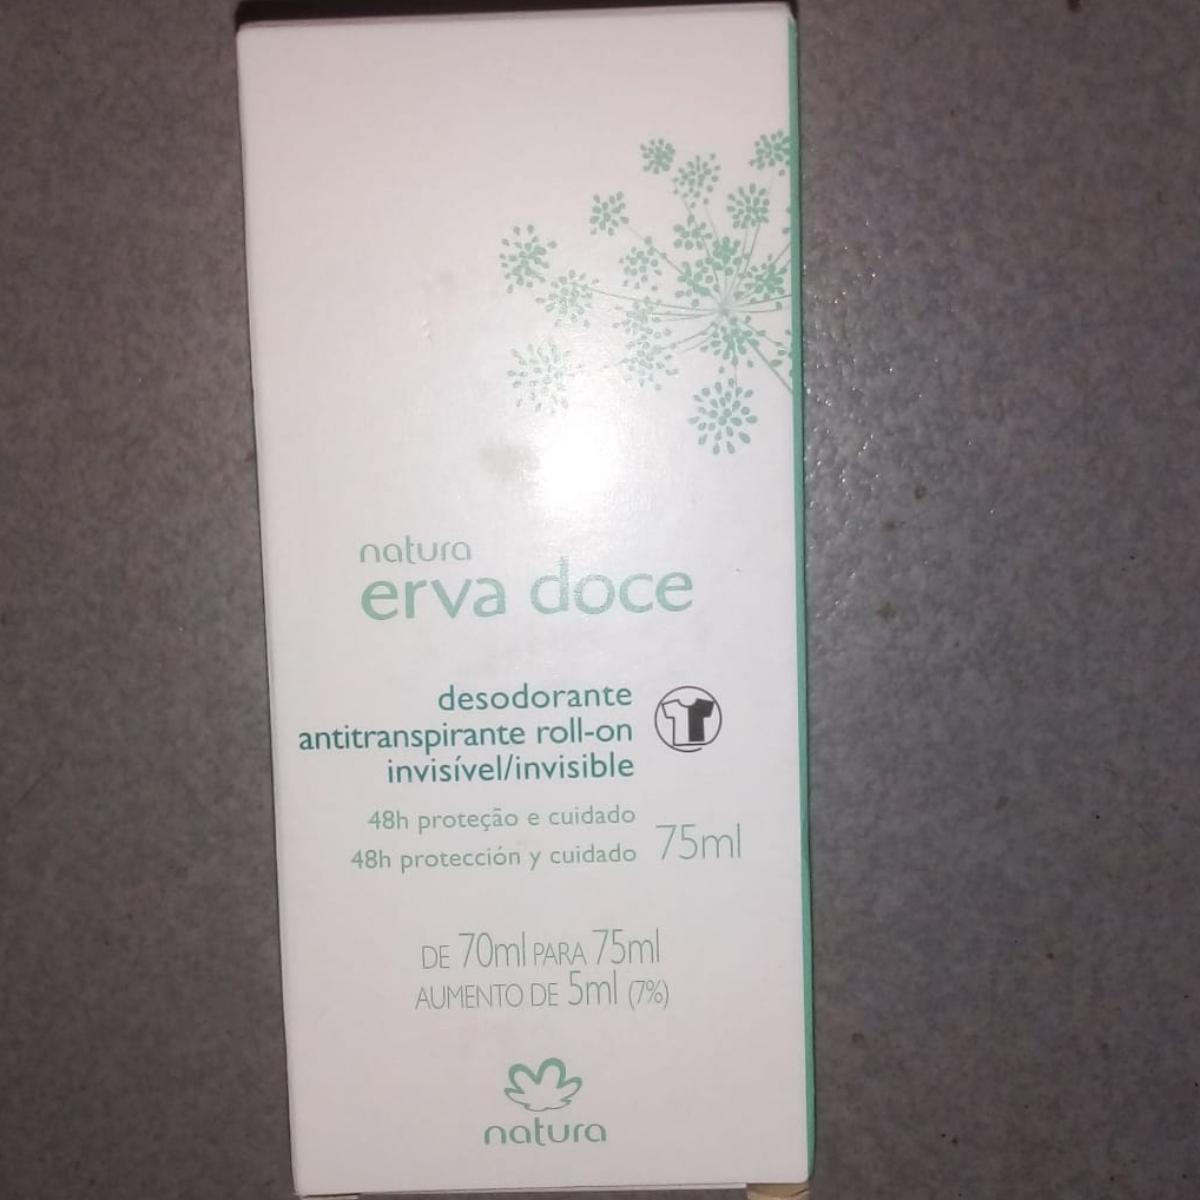 natura
erva doce
desodorante
antitranspirante roll-on
invisível/invisible
48h proteção e cuidado
48h protección y cuidado
75ml
DE 70ml PARA 75ml
AUMENTO DE 5ml (7%)
natura